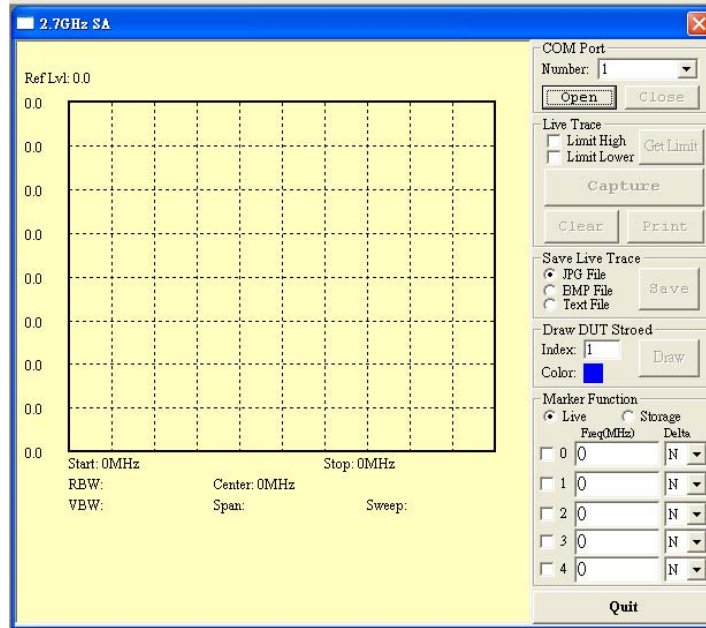 2.7GHz SA
Ref Lvl: 0.0
0.0
0.0
0.0
0.0
0.0
0.0
0.0
0.0
0.0
Start: 0MHz
Stop: 0MHz
RBW:
Center: 0MHz
VBW:
Span:
Sweep:
COM Port
Number: 1
Open
Close
Live Trace
Limit High
Limit Lower
Get Limit
Capture
Clear
Print
Save Live Trace
JPG File
BMP File
Text File
Save
Draw DUT Stroed
Index: 1
Color:
Draw
Marker Function
Live
Storage
Freq(MHz)
Delta
0 0 N
1 0 N
2 0 N
3 0 N
4 0 N
Quit